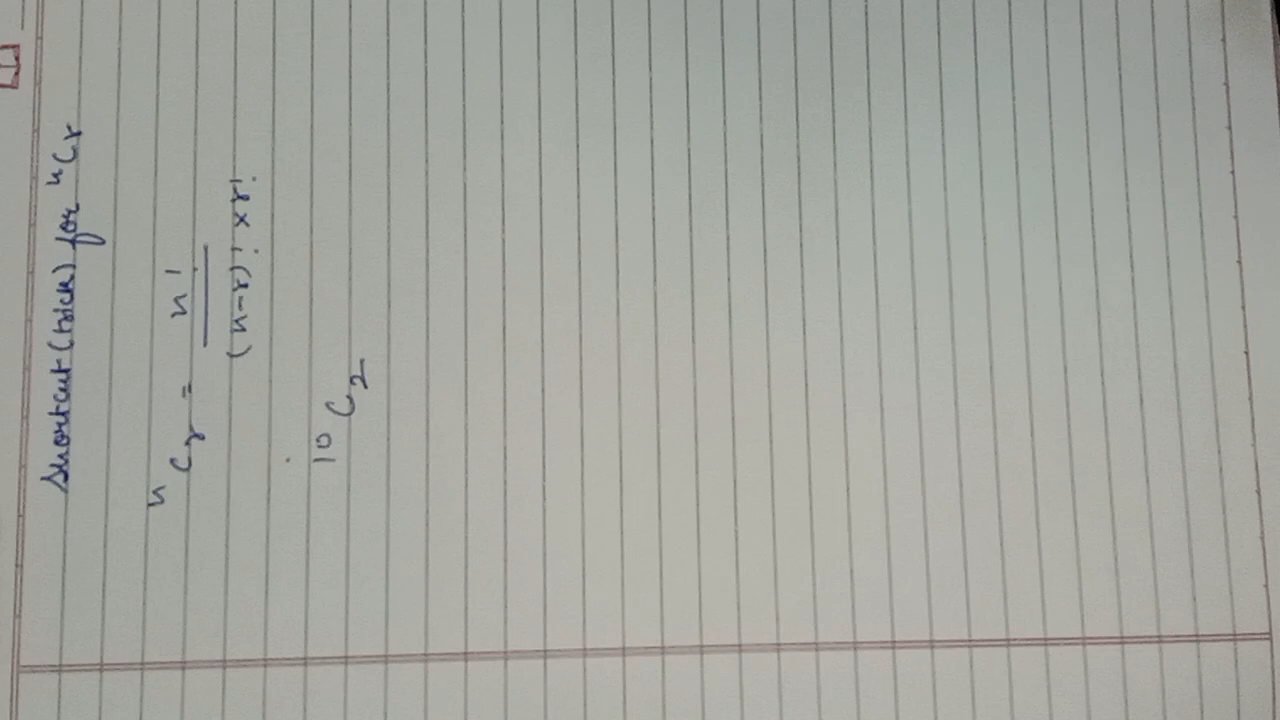 Shortcut (trick) for ⁿCr
ⁿCᵣ = n!
(n-r)! × r!
¹⁰C₂